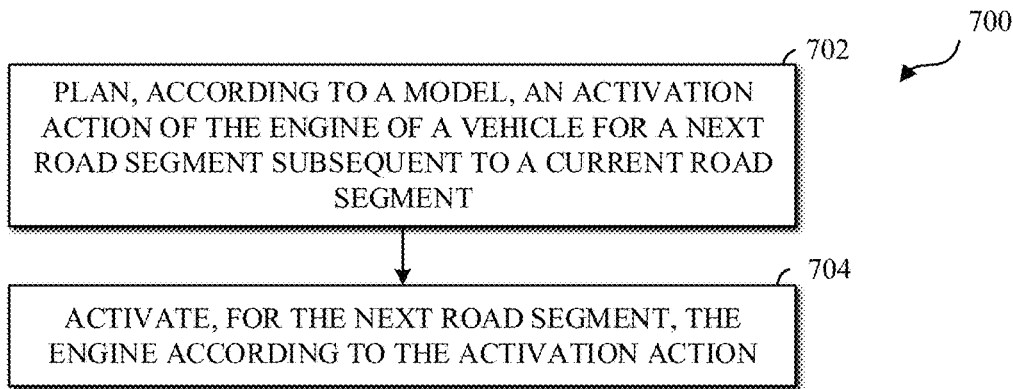 700
702
PLAN, ACCORDING TO A MODEL, AN ACTIVATION
ACTION OF THE ENGINE OF A VEHICLE FOR A NEXT
ROAD SEGMENT SUBSEQUENT TO A CURRENT ROAD
SEGMENT
704
ACTIVATE, FOR THE NEXT ROAD SEGMENT, THE
ENGINE ACCORDING TO THE ACTIVATION ACTION